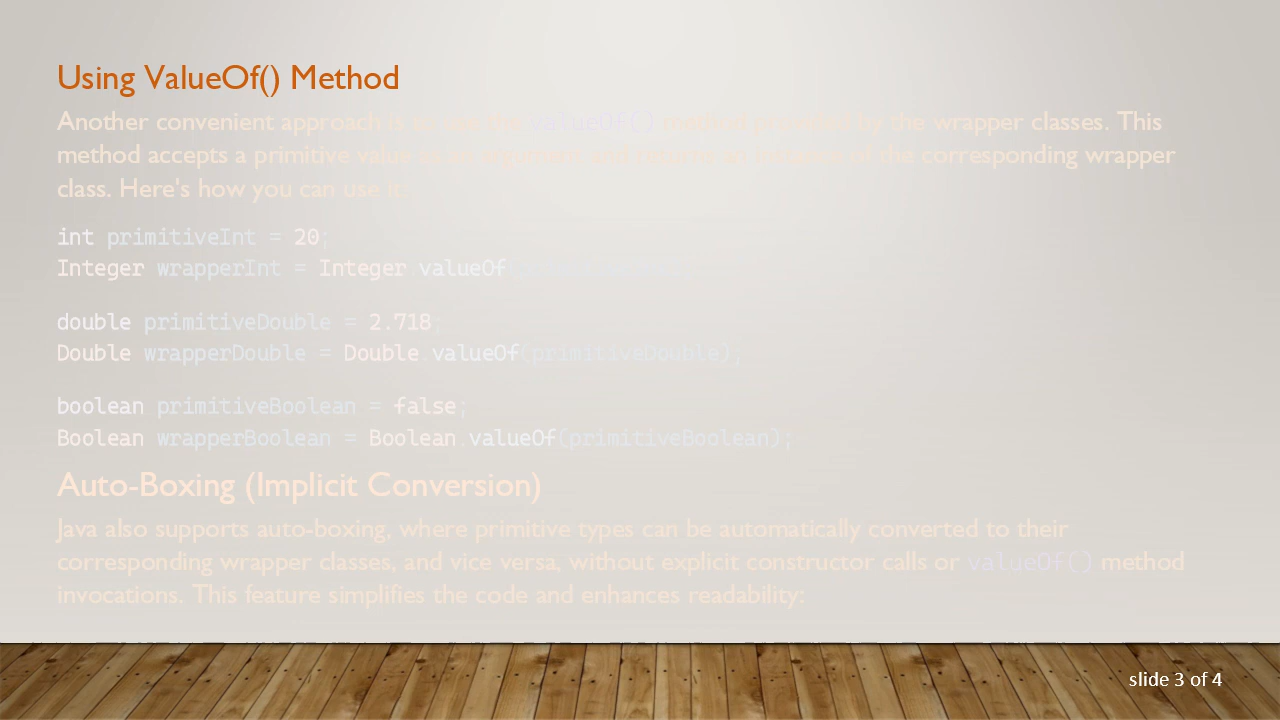 Using ValueOf() Method
Another convenient approach is to use the valueOf() method provided by the wrapper classes. This
method accepts a primitive value as an argument and returns an instance of the corresponding wrapper
class. Here's how you can use it:
int primitiveInt = 20;
Integer wrapperInt = Integer.valueOf(
double primitiveDouble = 2.718;
Double wrapperDouble = Double.valueOf(primitiveDouble);
boolean primitiveBoolean = false;
Boolean wrapperBoolean = Boolean.valueOf(primitiveBoolean);
Auto-Boxing (Implicit Conversion)
Java also supports auto-boxing, where primitive types can be automatically converted to their
corresponding wrapper classes, and vice versa, without explicit constructor calls or valueOf() method
invocations. This feature simplifies the code and enhances readability:
slide 3 of 4